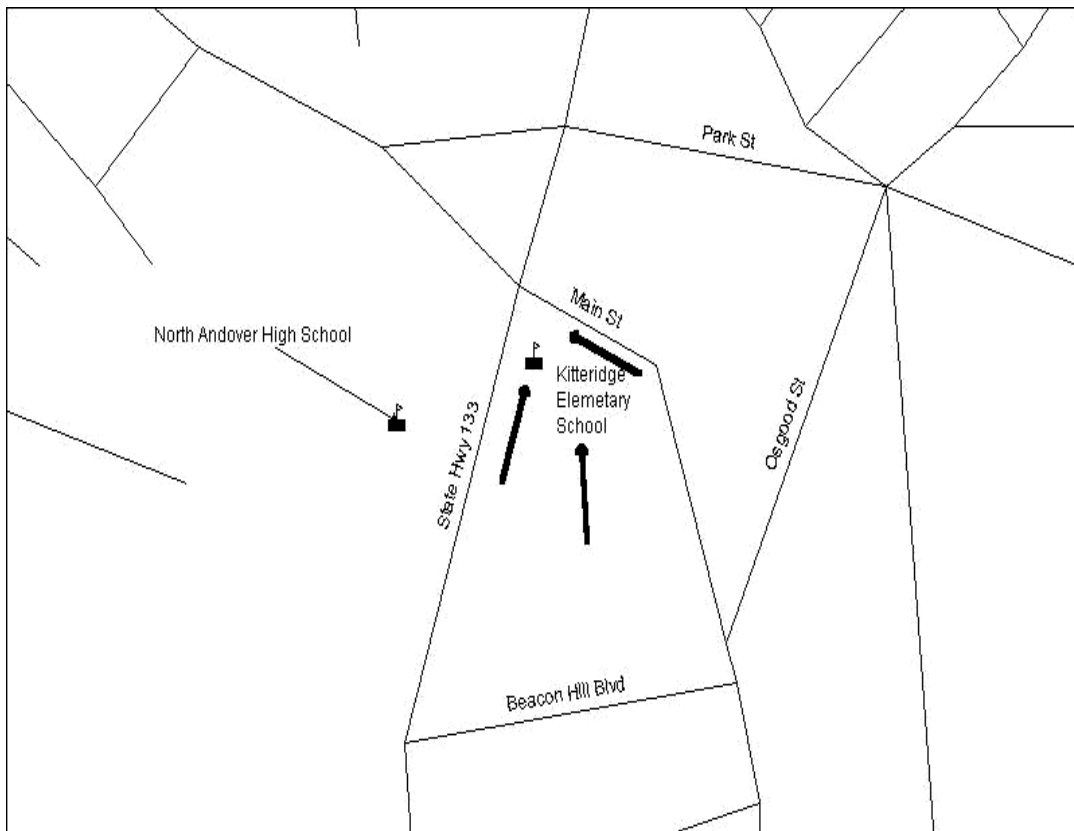 Park St
Main St
North Andover High School
Kitteridge
Elemetary
School
State Hwy 133
Osgood St
Beacon Hill Blvd